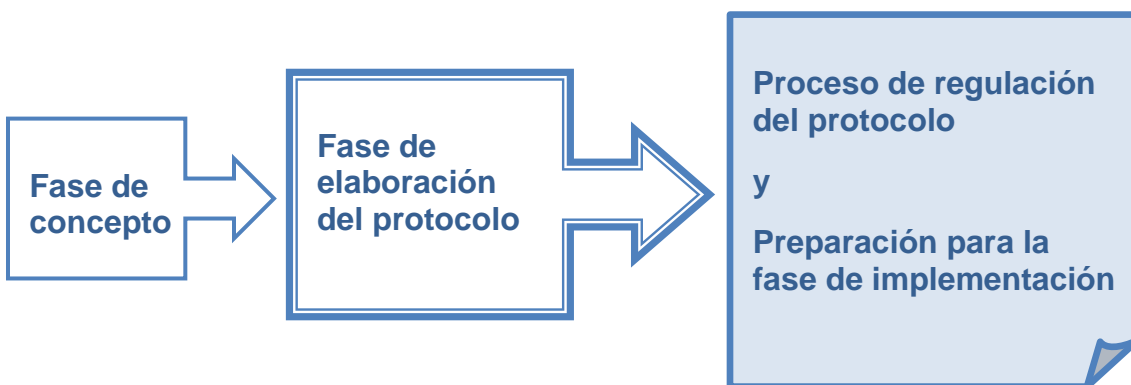 Fase de
concepto
Fase de
elaboración
del protocolo
Proceso de regulación
del protocolo
y
Preparación para la
fase de implementación